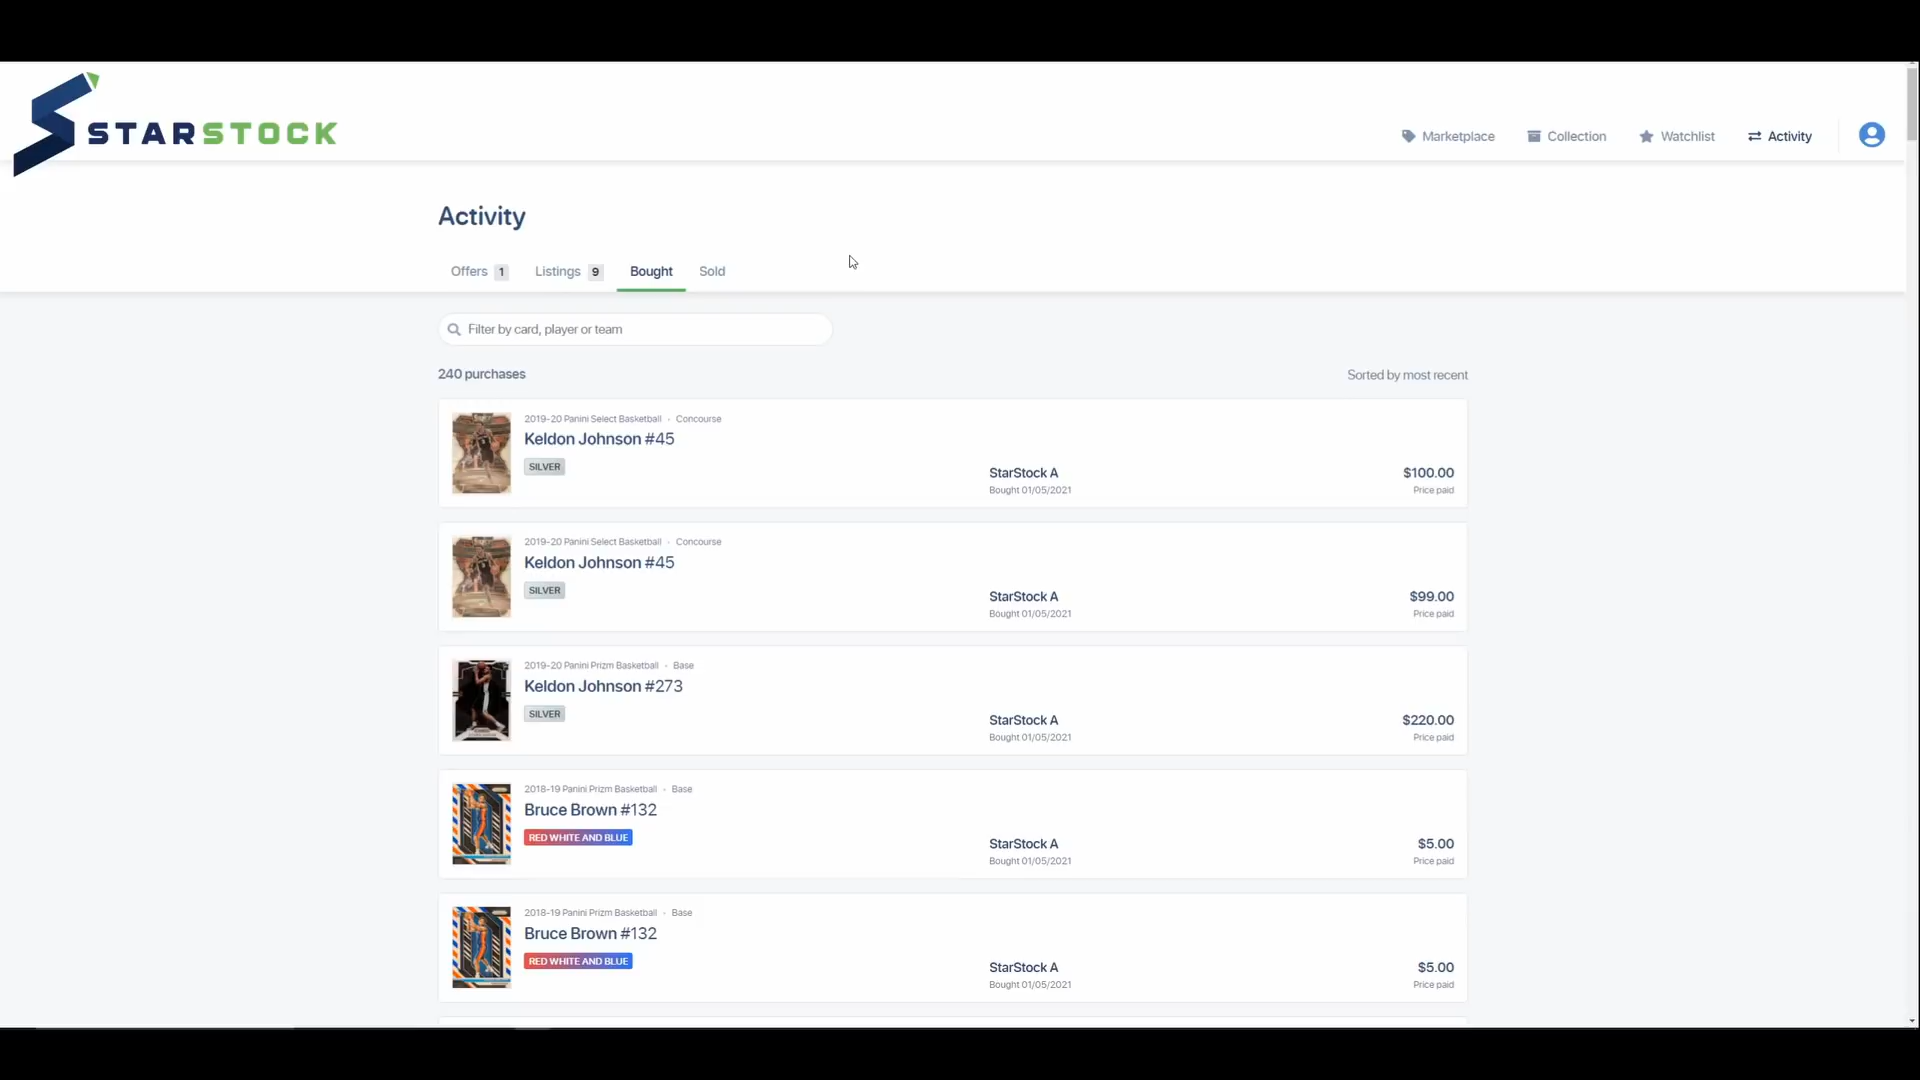 STARSTOCK
Marketplace
Collection
Watchlist
Activity
Activity
Offers 1
Listings 9
Bought
Sold
Filter by card, player or team
240 purchases
Sorted by most recent
2019-20 Panini Select Basketball · Concourse
Keldon Johnson #45
SILVER
StarStock A
Bought 01/05/2021
$100.00
Price paid
2019-20 Panini Select Basketball · Concourse
Keldon Johnson #45
SILVER
StarStock A
Bought 01/05/2021
$99.00
Price paid
2019-20 Panini Prizm Basketball · Base
Keldon Johnson #273
SILVER
StarStock A
Bought 01/05/2021
$220.00
Price paid
2018-19 Panini Prizm Basketball · Base
Bruce Brown #132
RED WHITE AND BLUE
StarStock A
Bought 01/05/2021
$5.00
Price paid
2018-19 Panini Prizm Basketball · Base
Bruce Brown #132
RED WHITE AND BLUE
StarStock A
Bought 01/05/2021
$5.00
Price paid